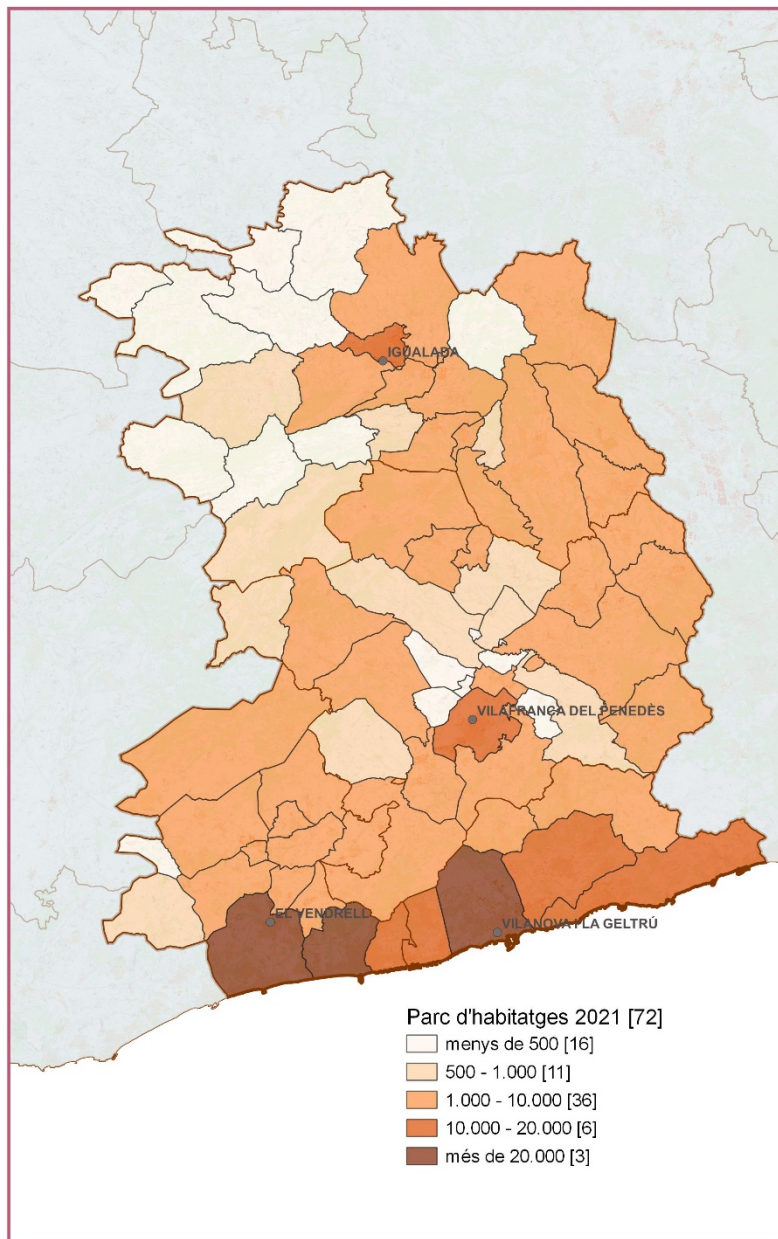 IGUALADA
VILAFRANCA DEL PENEDÈS
EL VENDRELL
VILANOVA I LA GELTRÚ
Parc d'habitatges 2021 [72]
menys de 500 [16]
500 - 1.000 [11]
1.000 - 10.000 [36]
10.000 - 20.000 [6]
més de 20.000 [3]